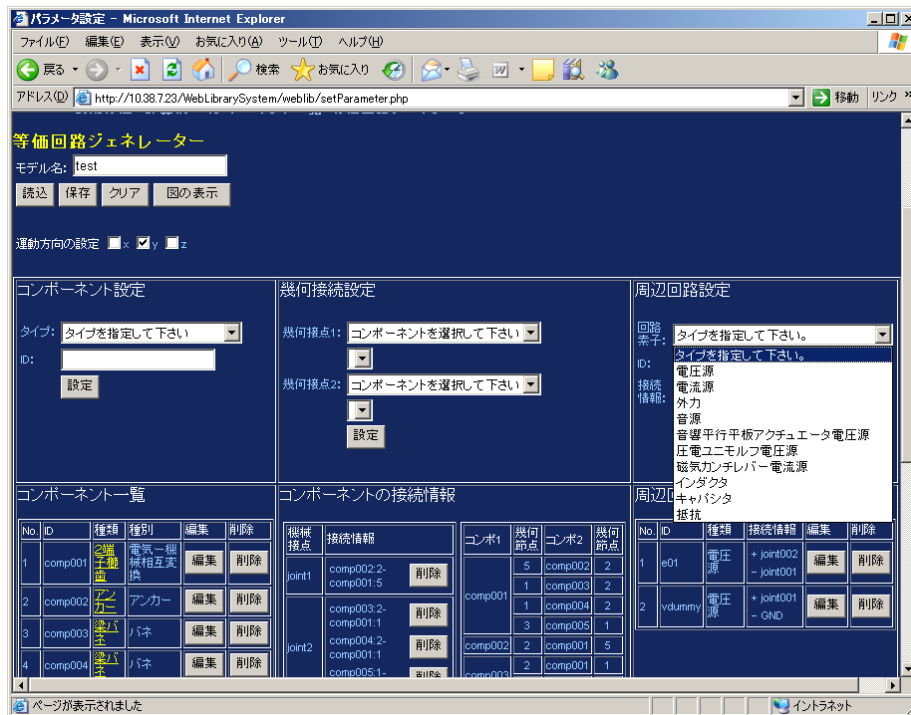 パラメータ設定 - Microsoft Internet Explorer
ファイル(F) 編集(E) 表示(V) お気に入り(A) ツール(T) ヘルプ(H)
戻る 検索 お気に入り
アドレス(D) http://10.38.7.23/WebLibrarySystem/weblib/setParameter.php 移動 リンク »
等価回路ジェネレーター
モデル名: test
読込 保存 クリア 図の表示
運動方向の設定 x y z
コンポーネント設定
タイプ: タイプを指定して下さい
ID:
設定
幾何接続設定
幾何接点1: コンポーネントを選択して下さい
幾何接点2: コンポーネントを選択して下さい
設定
周辺回路設定
回路素子: タイプを指定して下さい。
ID:
接続情報:
タイプを指定して下さい。
電圧源
電流源
外力
音源
音響平行平板アクチュエータ電圧源
圧電ユニモルフ電圧源
磁気カンチレバー電流源
インダクタ
キャパシタ
抵抗
コンポーネント一覧
No. ID 種類 種別 編集 削除
1 comp001 2端子櫛歯 電気ー機械相互変換 編集 削除
2 comp002 アンカー アンカー 編集 削除
3 comp003 梁バネ バネ 編集 削除
4 comp004 梁バネ バネ 編集 削除
コンポーネントの接続情報
機械接点 接続情報
joint1 comp002:2-comp001:5 削除
joint2 comp003:2-comp001:1 削除
comp004:2-comp001:1 削除
comp005:1- 削除
コンポ1 幾何節点 コンポ2 幾何節点
comp001 5 comp002 2
1 comp003 2
1 comp004 2
3 comp005 1
comp002 2 comp001 5
comp003 2 comp001 1
No. ID 種類 接続情報 編集 削除
1 e01 電圧源 + joint002 - joint001 編集 削除
2 vdummy 電圧源 + joint001 - GND 編集 削除
ページが表示されました イントラネット